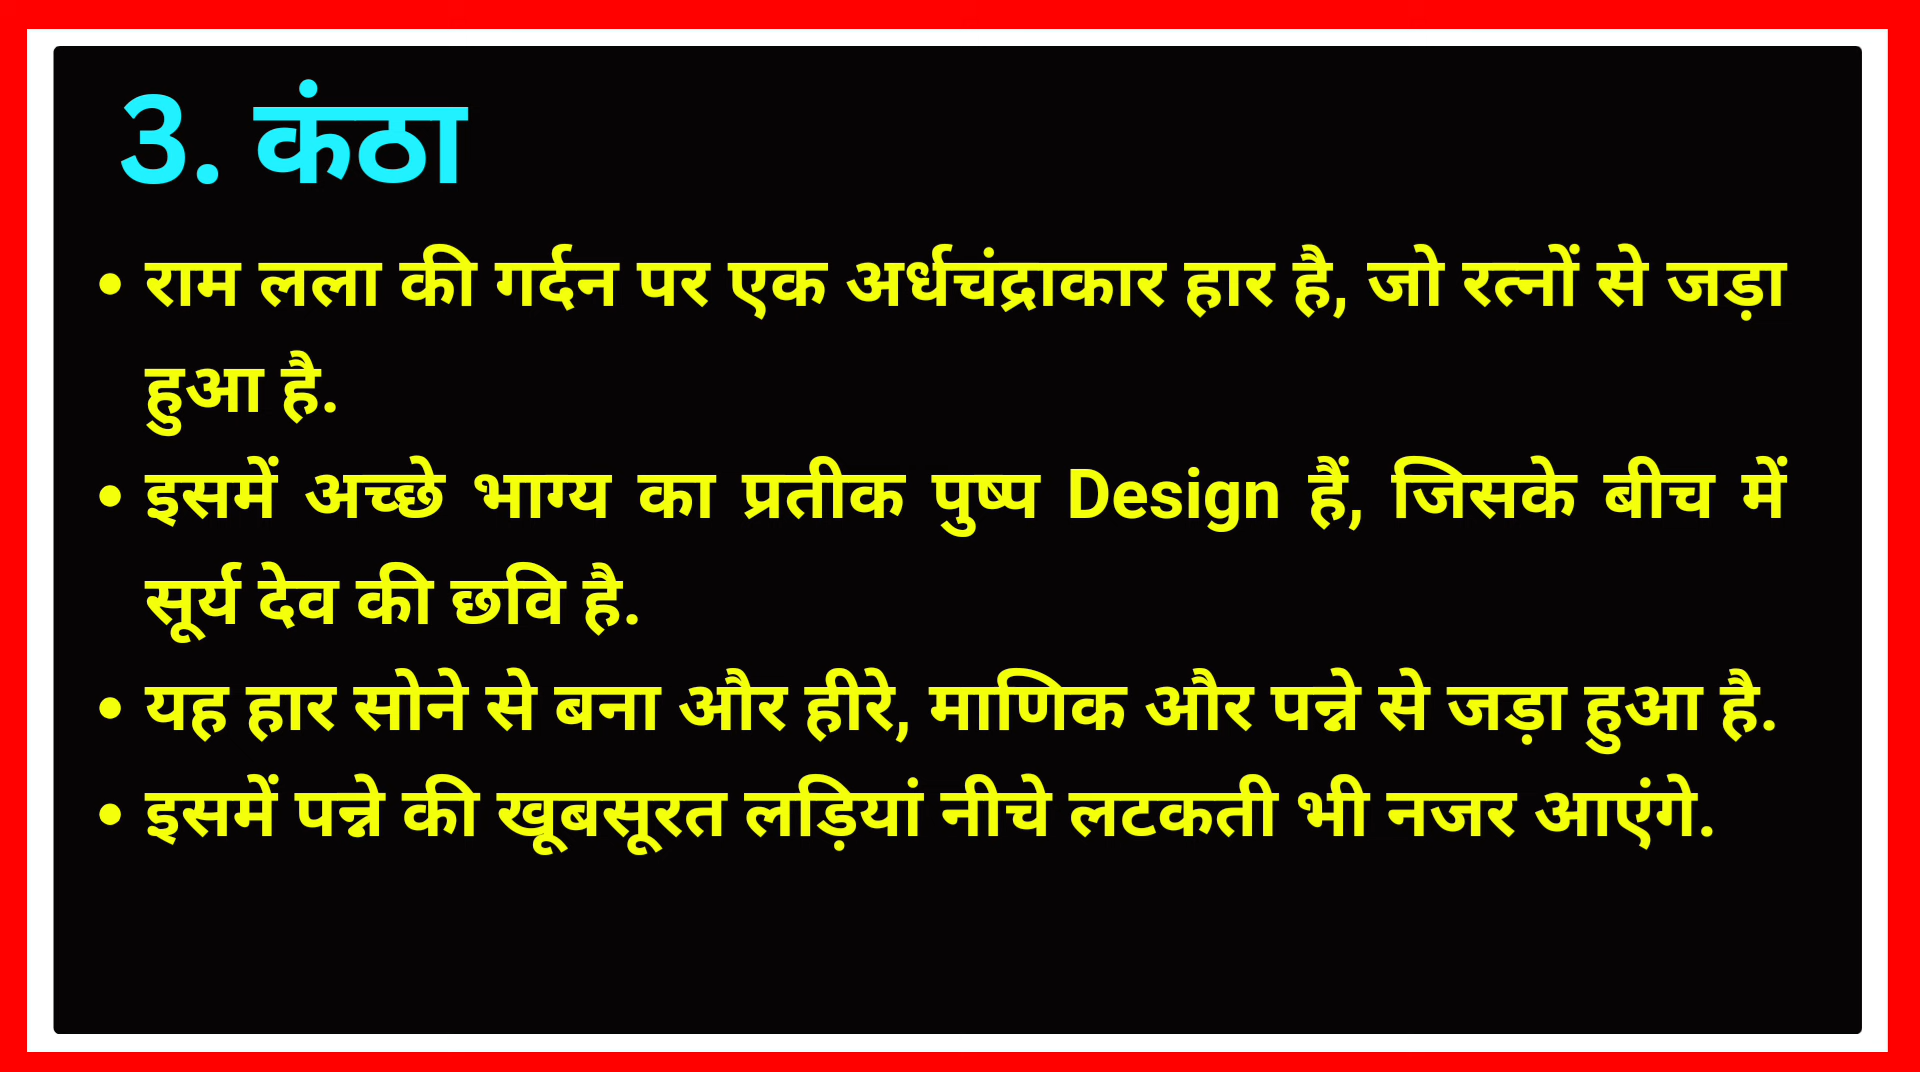 3. कंठा
• राम लला की गर्दन पर एक अर्धचंद्राकार हार है, जो रत्नों से जड़ा
हुआ है.
• इसमें अच्छे भाग्य का प्रतीक पुष्प Design हैं, जिसके बीच में
सूर्य देव की छवि है.
• यह हार सोने से बना और हीरे, माणिक और पन्ने से जड़ा हुआ है.
• इसमें पन्ने की खूबसूरत लड़ियां नीचे लटकती भी नजर आएंगे.